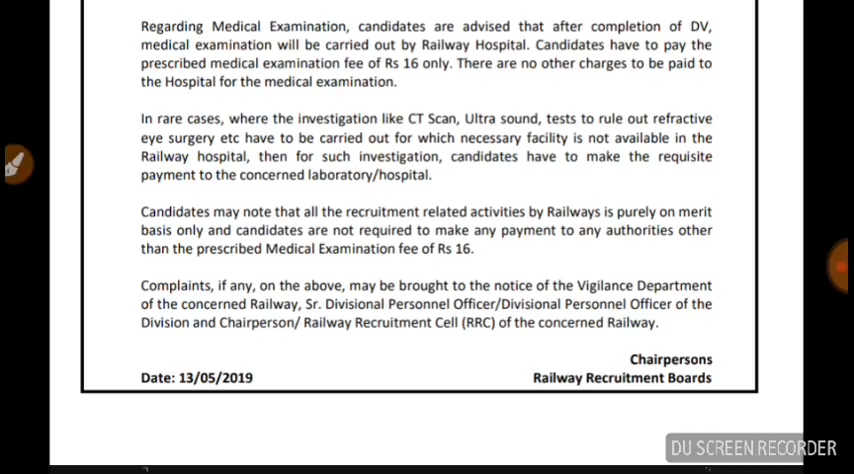 Regarding Medical Examination, candidates are advised that after completion of DV,
medical examination will be carried out by Railway Hospital. Candidates have to pay the
prescribed medical examination fee of Rs 16 only. There are no other charges to be paid to
the Hospital for the medical examination.
In rare cases, where the investigation like CT Scan, Ultra sound, tests to rule out refractive
eye surgery etc have to be carried out for which necessary facility is not available in the
Railway hospital, then for such investigation, candidates have to make the requisite
payment to the concerned laboratory/hospital.
Candidates may note that all the recruitment related activities by Railways is purely on merit
basis only and candidates are not required to make any payment to any authorities other
than the prescribed Medical Examination fee of Rs 16.
Complaints, if any, on the above, may be brought to the notice of the Vigilance Department
of the concerned Railway, Sr. Divisional Personnel Officer/Divisional Personnel Officer of the
Division and Chairperson/ Railway Recruitment Cell (RRC) of the concerned Railway.
Chairpersons
Date: 13/05/2019 Railway Recruitment Boards
DU SCREEN RECORDER